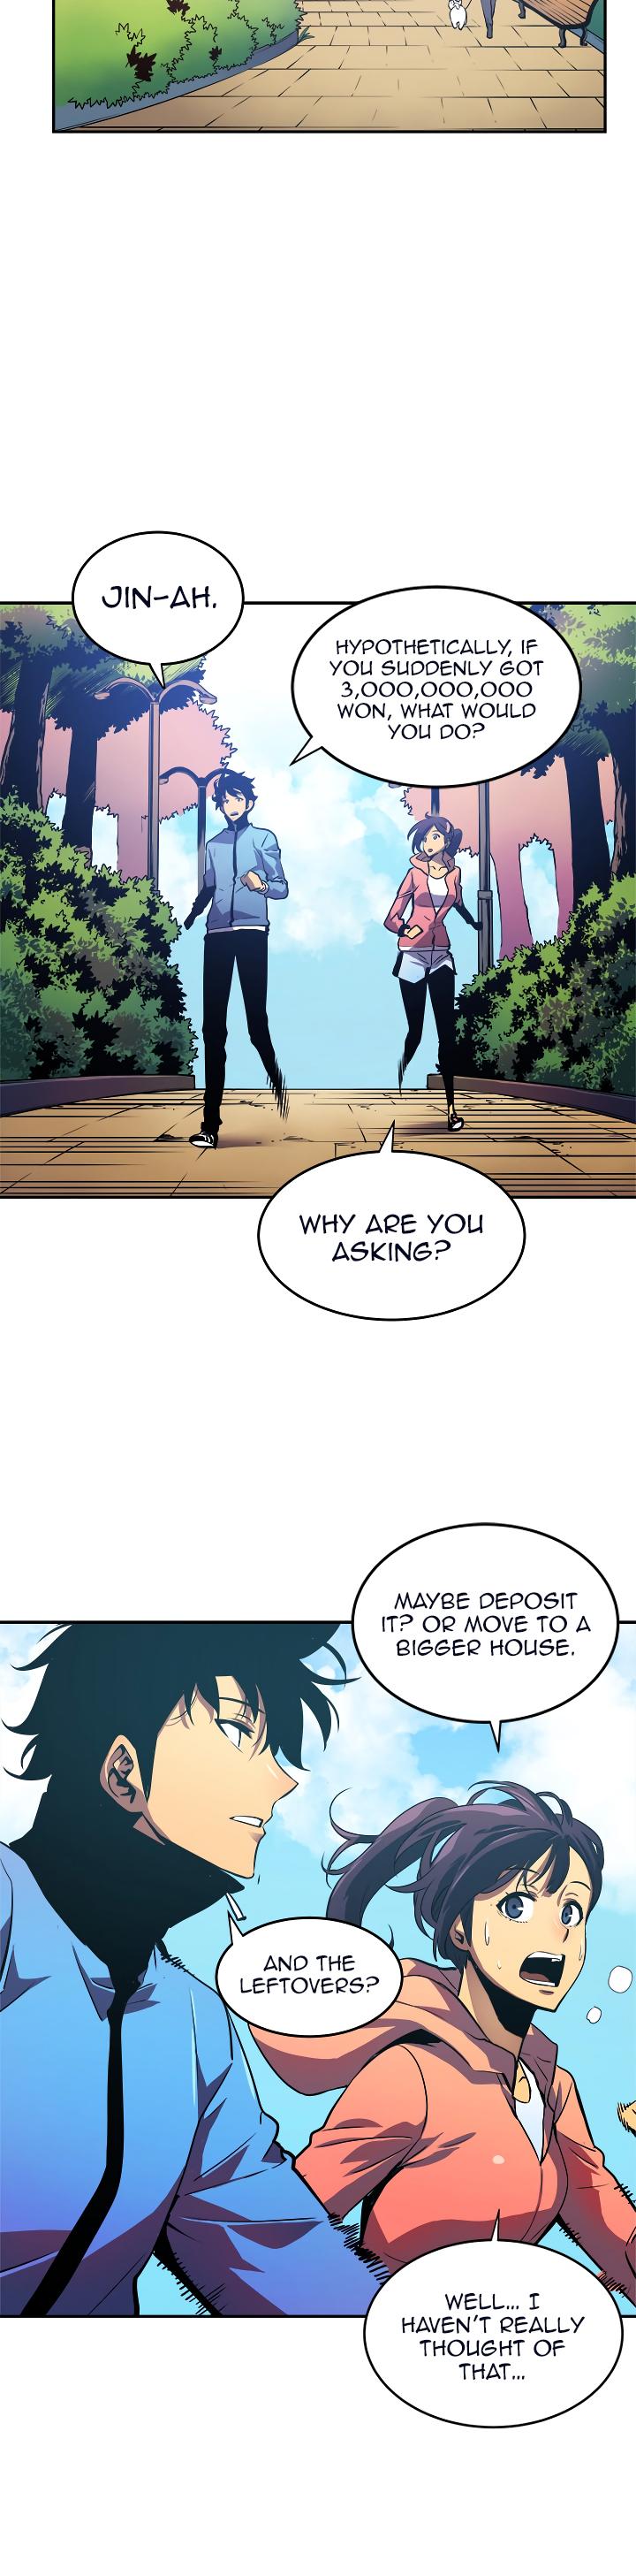 JIN-AH.
HYPOTHETICALLY, IF
YOU SUDDENLY GOT
3,000,000,000
WON, WHAT WOULD
YOU DO?
WHY ARE YOU
ASKING?
MAYBE DEPOSIT
IT? OR MOVE TO A
BIGGER HOUSE.
AND THE
LEFTOVERS?
WELL... I
HAVEN'T REALLY
THOUGHT OF
THAT...